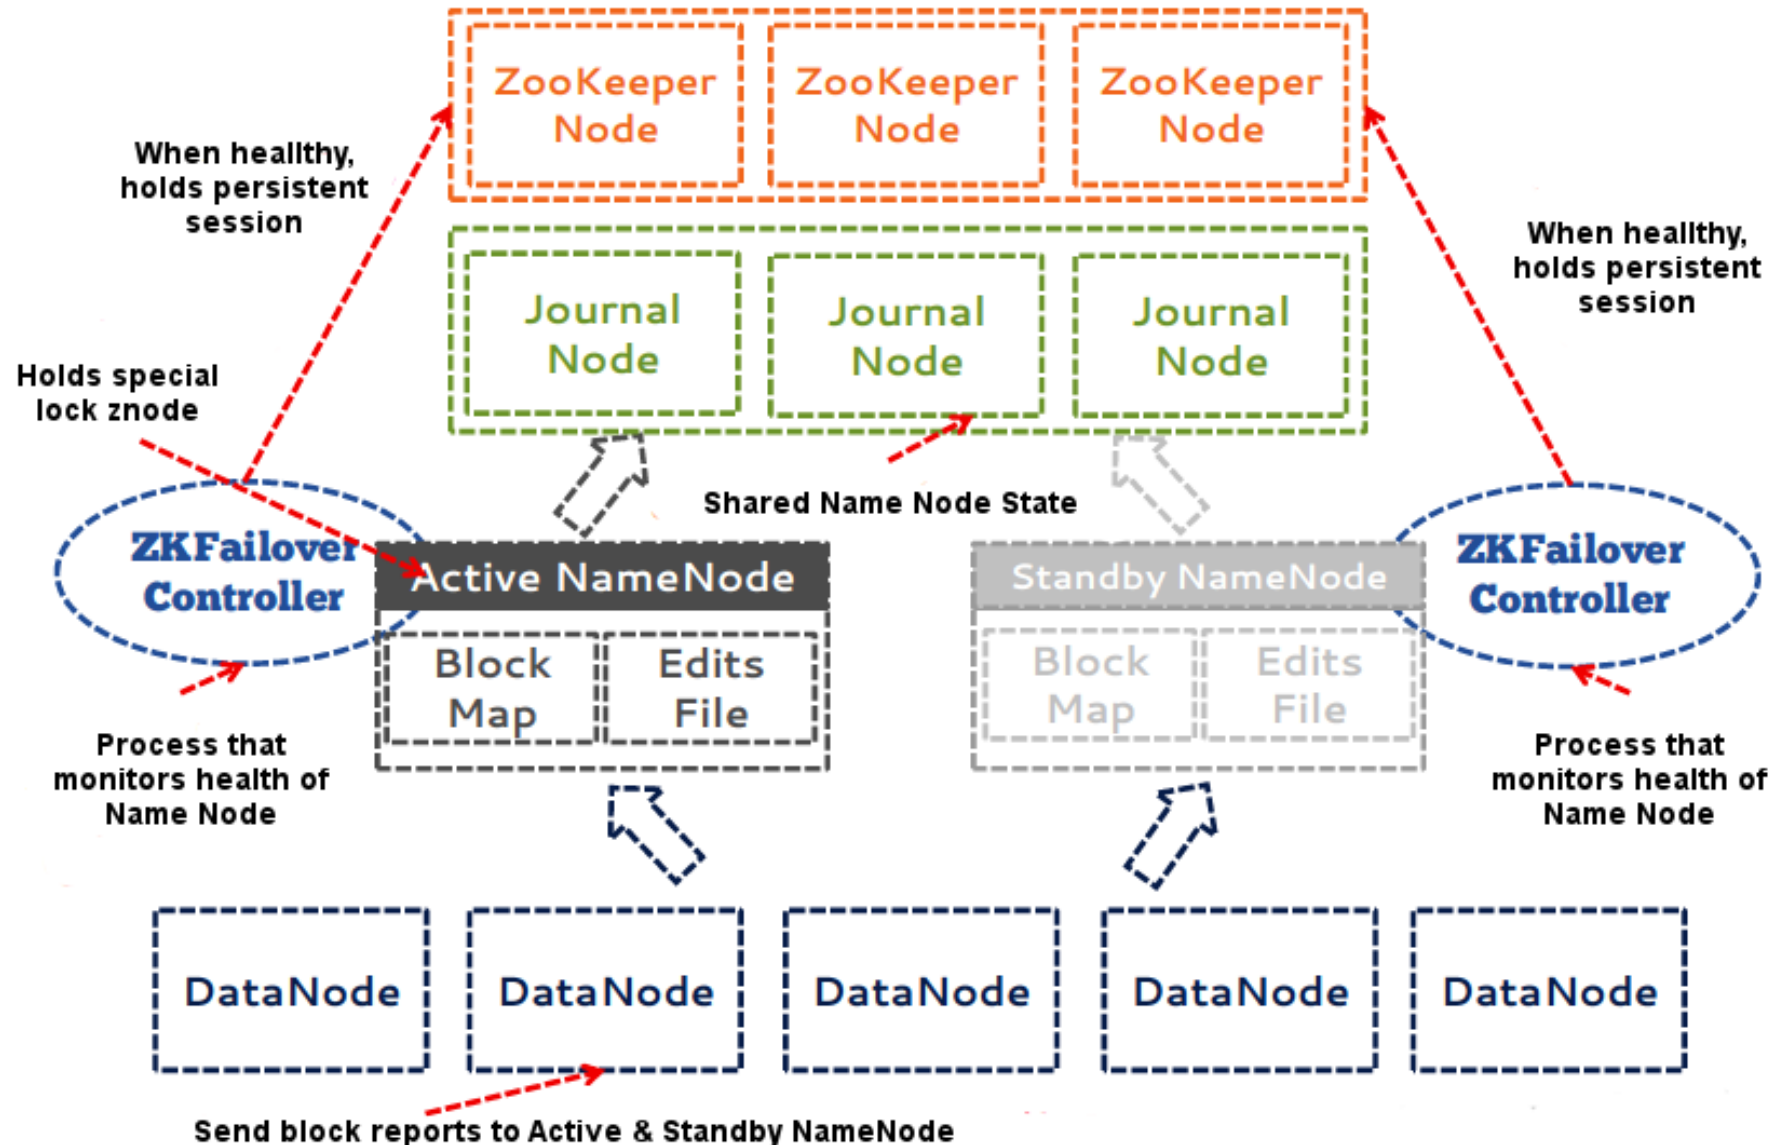 ZooKeeper
Node
ZooKeeper
Node
ZooKeeper
Node
When heallthy,
holds persistent
session
When heallthy,
holds persistent
session
Journal
Node
Journal
Node
Journal
Node
Holds special
lock znode
Shared Name Node State
ZKFailover
Controller
Active NameNode
Block
Map
Edits
File
Standby NameNode
Block
Map
Edits
File
ZKFailover
Controller
Process that
monitors health of
Name Node
Process that
monitors health of
Name Node
DataNode
DataNode
DataNode
DataNode
DataNode
Send block reports to Active & Standby NameNode